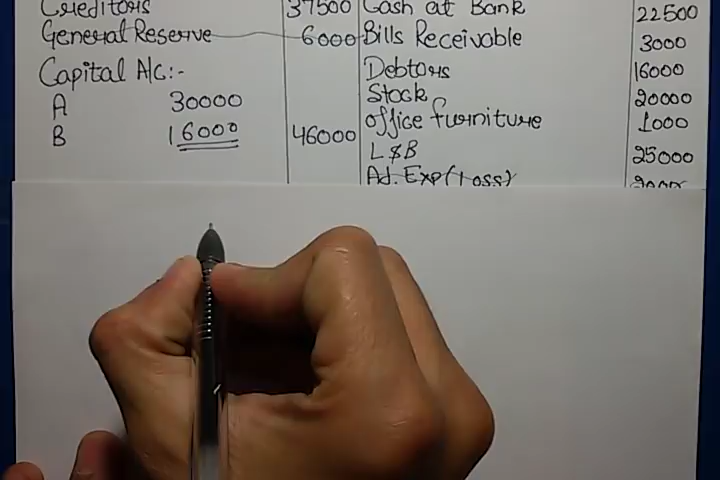 Creditors 37500 Cash at Bank 22500
General Reserve 6000 Bills Receivable 3000
Capital A/C:- Debtors 16000
A 30000 Stock 20000
B 16000 46000 Office furniture 1000
L&B 25000
Ad. Exp (Loss)